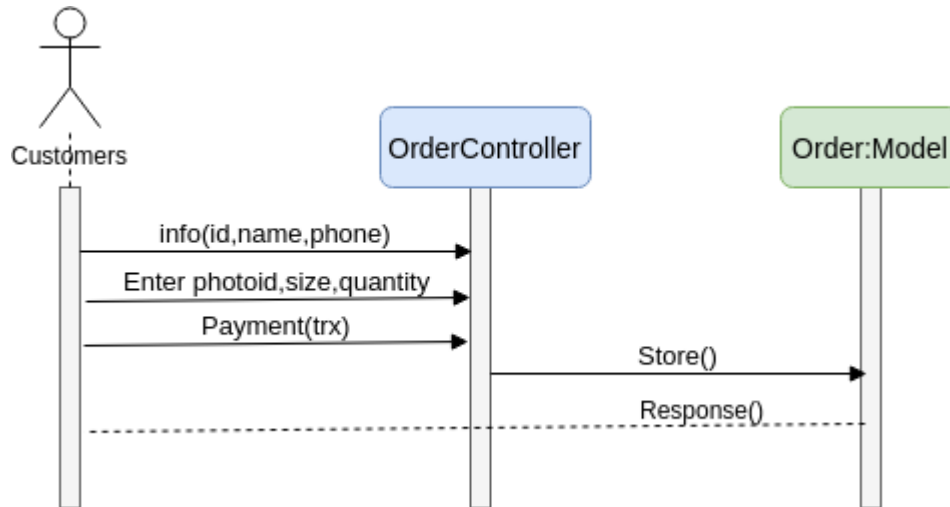 Customers
OrderController
Order:Model
info(id,name,phone)
Enter photoid,size,quantity
Payment(trx)
Store()
Response()